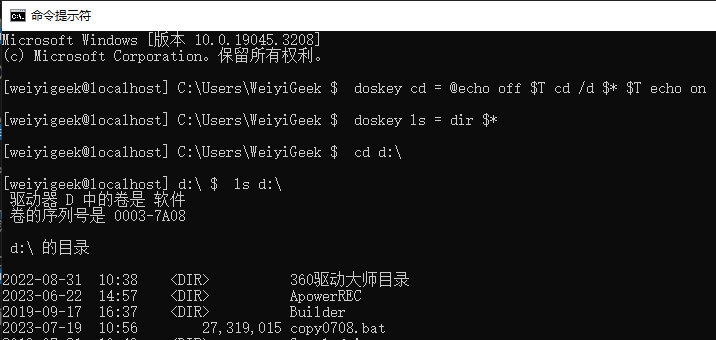 命令提示符
Microsoft Windows [版本 10.0.19045.3208]
(c) Microsoft Corporation。保留所有权利。
[weiyigeek@localhost] C:\Users\WeiyiGeek $  doskey cd = @echo off $T cd /d $* $T echo on
[weiyigeek@localhost] C:\Users\WeiyiGeek $  doskey ls = dir $*
[weiyigeek@localhost] C:\Users\WeiyiGeek $  cd d:\
[weiyigeek@localhost] d:\ $  ls d:\
驱动器 D 中的卷是 软件
卷的序列号是 0003-7A08
d:\ 的目录
2022-08-31  10:38    <DIR>          360驱动大师目录
2023-06-22  14:57    <DIR>          ApowerREC
2019-09-17  16:37    <DIR>          Builder
2023-07-19  10:56        27,319,015 copy0708.bat